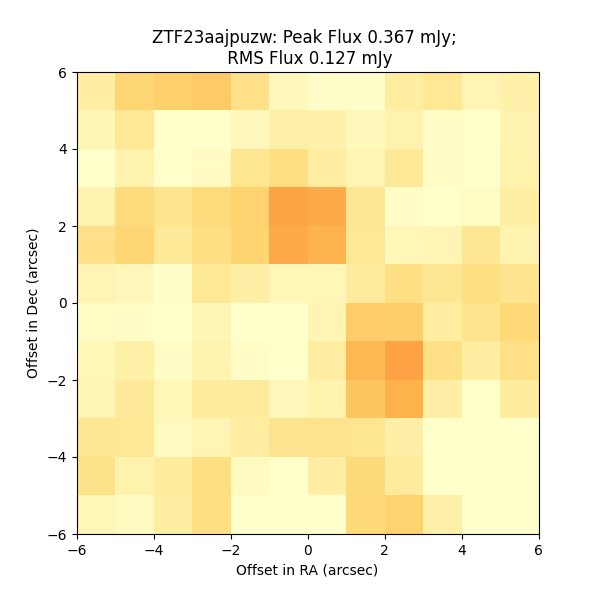 ZTF23aajpuzw: Peak Flux 0.367 mJy;
RMS Flux 0.127 mJy
6
4
2
0
−2
−4
−6
Offset in Dec (arcsec)
−6 −4 −2 0 2 4 6
Offset in RA (arcsec)